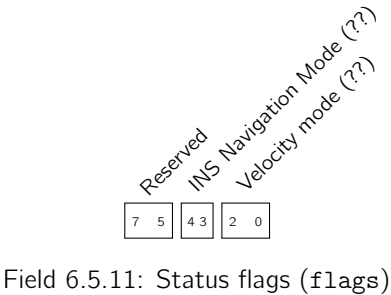 Reserved
INS Navigation Mode (??)
Velocity mode (??)
7 5 4 3 2 0
Field 6.5.11: Status flags (flags)